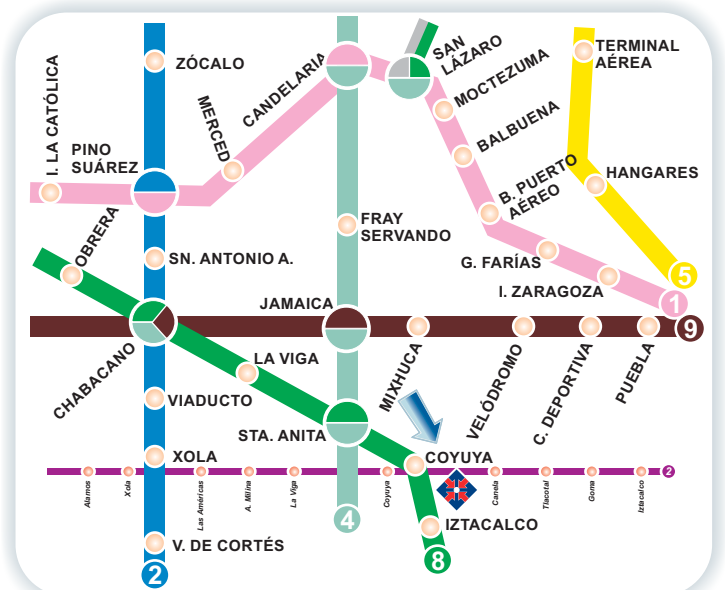 ZÓCALO
TERMINAL
AÉREA
SAN
LÁZARO
CANDELARIA
I. LA CATÓLICA
MERCED
MOCTEZUMA
PINO
SUÁREZ
BALBUENA
HANGARES
B. PUERTO
AÉREO
OBRERA
FRAY
SERVANDO
SN. ANTONIO A.
G. FARÍAS
I. ZARAGOZA
5
1
JAMAICA
9
CHABACANO
LA VIGA
MIXHUCA
VELÓDROMO
C. DEPORTIVA
PUEBLA
VIADUCTO
STA. ANITA
XOLA
COYUYA
2
Alamos
Xola
Las Américas
A. Milina
La Viga
Coyuya
Canela
Tlacotal
Goma
Iztacalco
4
IZTACALCO
V. DE CORTÉS
2
8